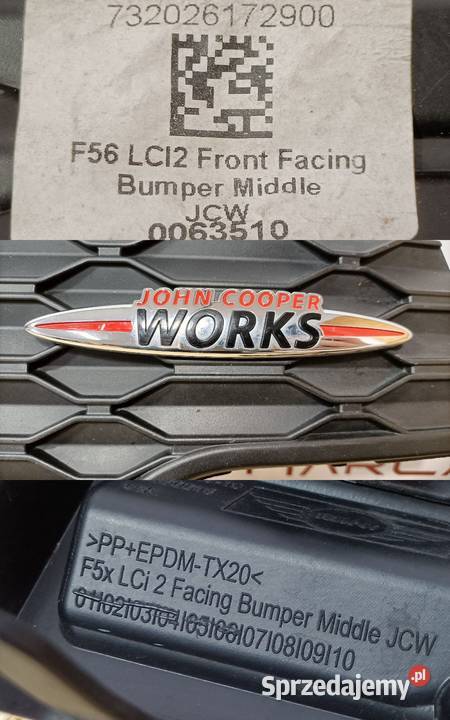 732026172900
F56 LCI2 Front Facing
Bumper Middle
JCW
0063510
JOHN COOPER
WORKS
>PP+EPDM-TX20<
F5x LCi 2 Facing Bumper Middle JCW
01I02I03I04I05I06I07I08I09I10
Sprzedajemy.pl